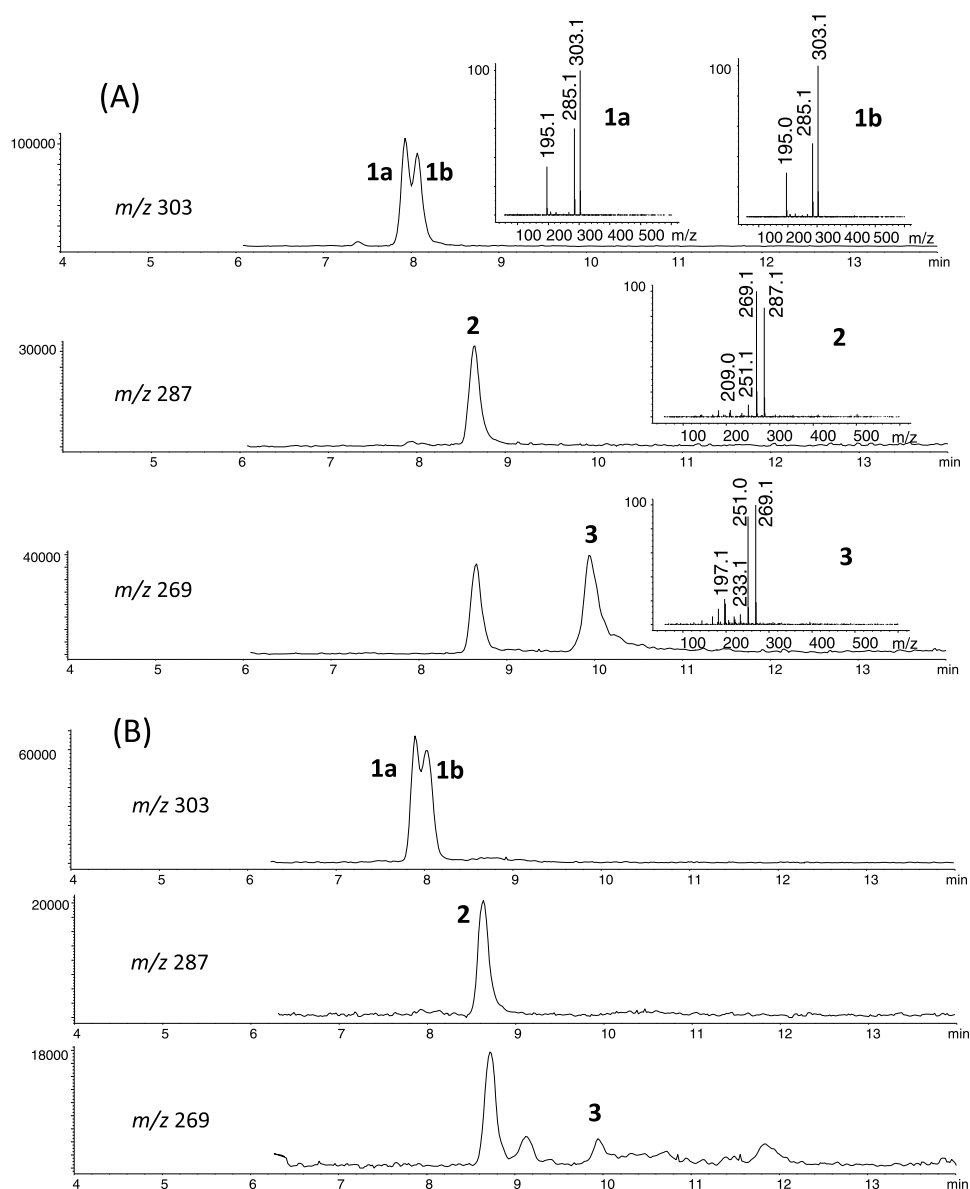 (A)
100000
1a 1b
m/z 303
4 5 6 7 8 9 10 11 12 13 min
100
195.1
285.1
303.1
1a
100 200 300 400 500 m/z
100
195.0
285.1
303.1
1b
100 200 300 400 500 m/z
30000
2
m/z 287
5 6 7 8 9 10 11 12 13 min
100
209.0
251.1
269.1
287.1
2
100 200 300 400 500 m/z
40000
3
m/z 269
4 5 6 7 8 9 10 11 12 13 min
100
197.1
233.1
251.0
269.1
3
100 200 300 400 500 m/z
(B)
60000
1a 1b
m/z 303
4 5 6 7 8 9 10 11 12 13 min
20000
2
m/z 287
4 5 6 7 8 9 10 11 12 13 min
18000
3
m/z 269
4 5 6 7 8 9 10 11 12 13 min